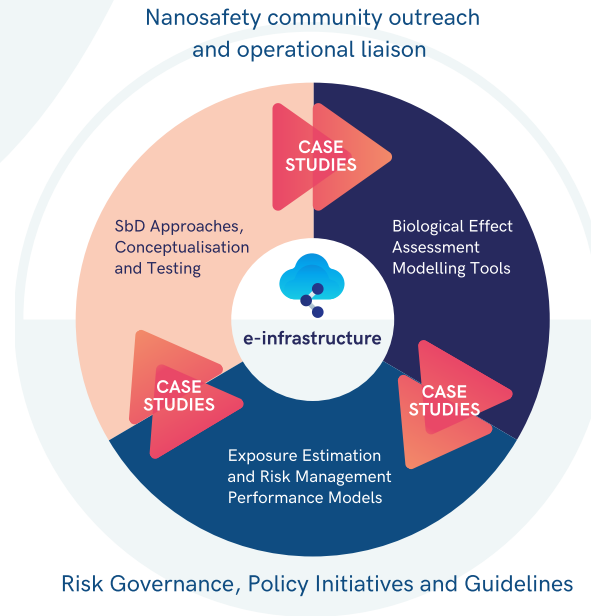 Nanosafety community outreach
and operational liaison
CASE
STUDIES
SbD Approaches,
Conceptualisation
and Testing
Biological Effect
Assessment
Modelling Tools
e-infrastructure
CASE
STUDIES
CASE
STUDIES
Exposure Estimation
and Risk Management
Performance Models
Risk Governance, Policy Initiatives and Guidelines